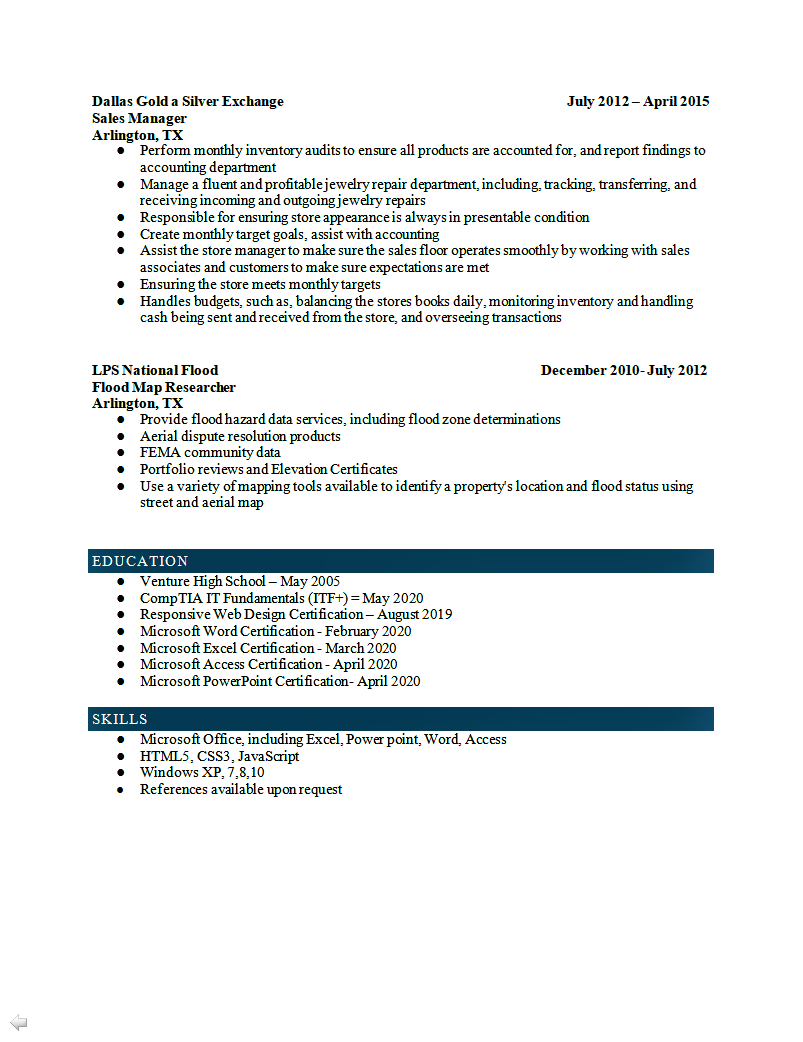 Dallas Gold a Silver Exchange July 2012 – April 2015
Sales Manager
Arlington, TX
● Perform monthly inventory audits to ensure all products are accounted for, and report findings to
accounting department
● Manage a fluent and profitable jewelry repair department, including, tracking, transferring, and
receiving incoming and outgoing jewelry repairs
● Responsible for ensuring store appearance is always in presentable condition
● Create monthly target goals, assist with accounting
● Assist the store manager to make sure the sales floor operates smoothly by working with sales
associates and customers to make sure expectations are met
● Ensuring the store meets monthly targets
● Handles budgets, such as, balancing the stores books daily, monitoring inventory and handling
cash being sent and received from the store, and overseeing transactions
LPS National Flood December 2010- July 2012
Flood Map Researcher
Arlington, TX
● Provide flood hazard data services, including flood zone determinations
● Aerial dispute resolution products
● FEMA community data
● Portfolio reviews and Elevation Certificates
● Use a variety of mapping tools available to identify a property's location and flood status using
street and aerial map
EDUCATION
● Venture High School – May 2005
● CompTIA IT Fundamentals (ITF+) = May 2020
● Responsive Web Design Certification – August 2019
● Microsoft Word Certification - February 2020
● Microsoft Excel Certification - March 2020
● Microsoft Access Certification - April 2020
● Microsoft PowerPoint Certification- April 2020
SKILLS
● Microsoft Office, including Excel, Power point, Word, Access
● HTML5, CSS3, JavaScript
● Windows XP, 7,8,10
● References available upon request